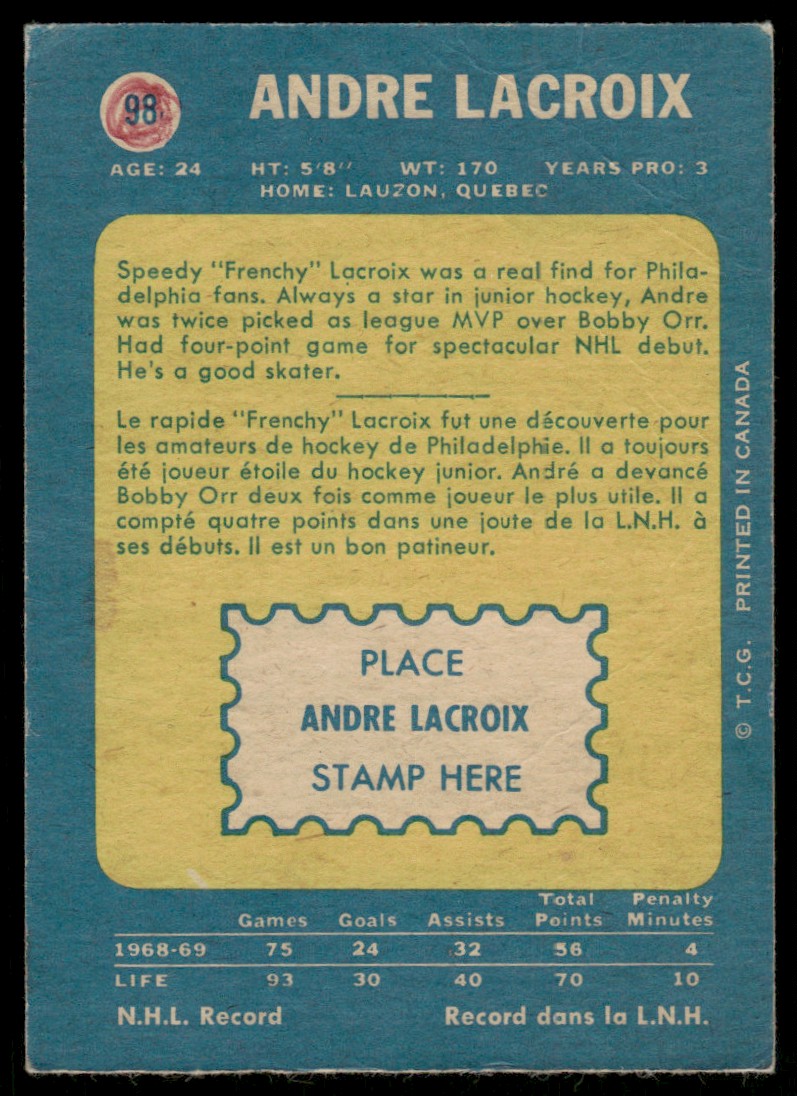 98
ANDRE LACROIX
AGE: 24 HT: 5'8" WT: 170 YEARS PRO: 3
HOME: LAUZON, QUEBEC
Speedy "Frenchy" Lacroix was a real find for Phila-
delphia fans. Always a star in junior hockey, Andre
was twice picked as league MVP over Bobby Orr.
Had four-point game for spectacular NHL debut.
He's a good skater.
Le rapide "Frenchy" Lacroix fut une découverte pour
les amateurs de hockey de Philadelphie. Il a toujours
été joueur étoile du hockey junior. André a devancé
Bobby Orr deux fois comme joueur le plus utile. Il a
compté quatre points dans une joute de la L.N.H. à
ses débuts. Il est un bon patineur.
PLACE
ANDRE LACROIX
STAMP HERE
© T.C.G. PRINTED IN CANADA
Games Goals Assists Total Points Penalty Minutes
1968-69 75 24 32 56 4
LIFE 93 30 40 70 10
N.H.L. Record Record dans la L.N.H.